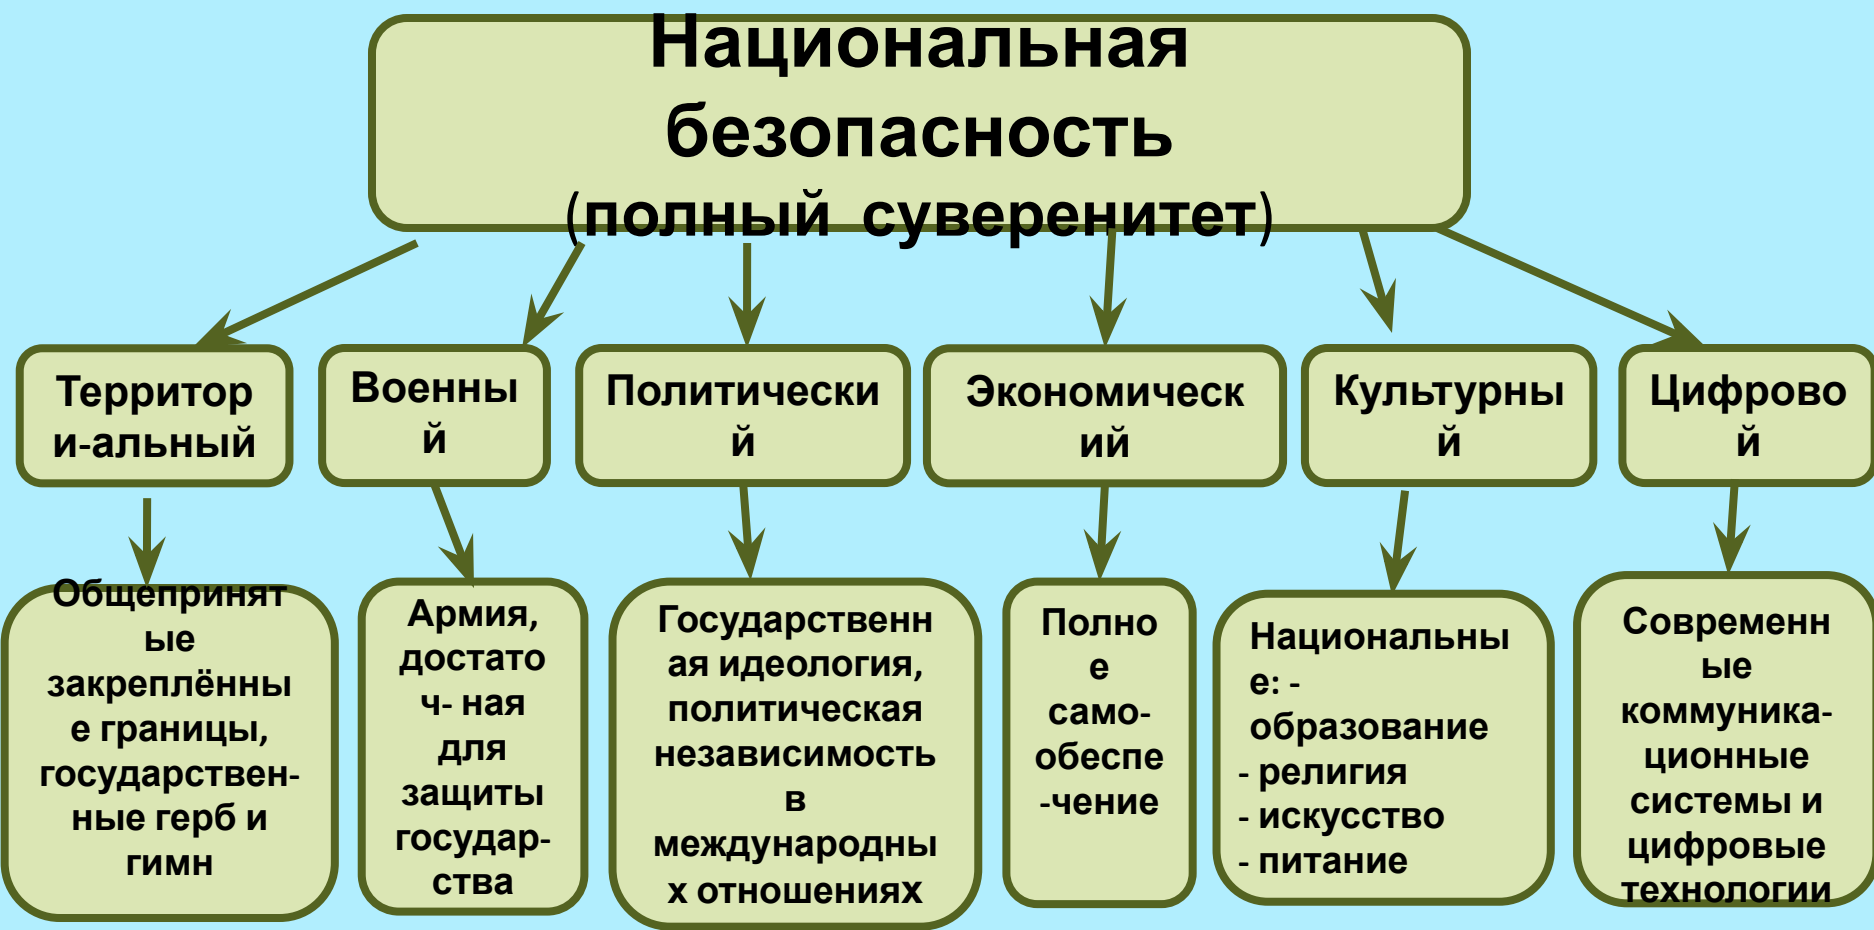 Национальная
безопасность
(полный суверенитет)
Территор
и-альный
Военны
й
Политически
й
Экономическ
ий
Культурны
й
Цифрово
й
Общепринят
ые
закреплённы
е границы,
государствен-
ные герб и
гимн
Армия,
достато
ч- ная
для
защиты
государ-
ства
Государственн
ая идеология,
политическая
независимость
в
международны
х отношениях
Полно
е
само-
обеспе
-чение
Национальны
е: -
образование
- религия
- искусство
- питание
Современн
ые
коммуника-
ционные
системы и
цифровые
технологии